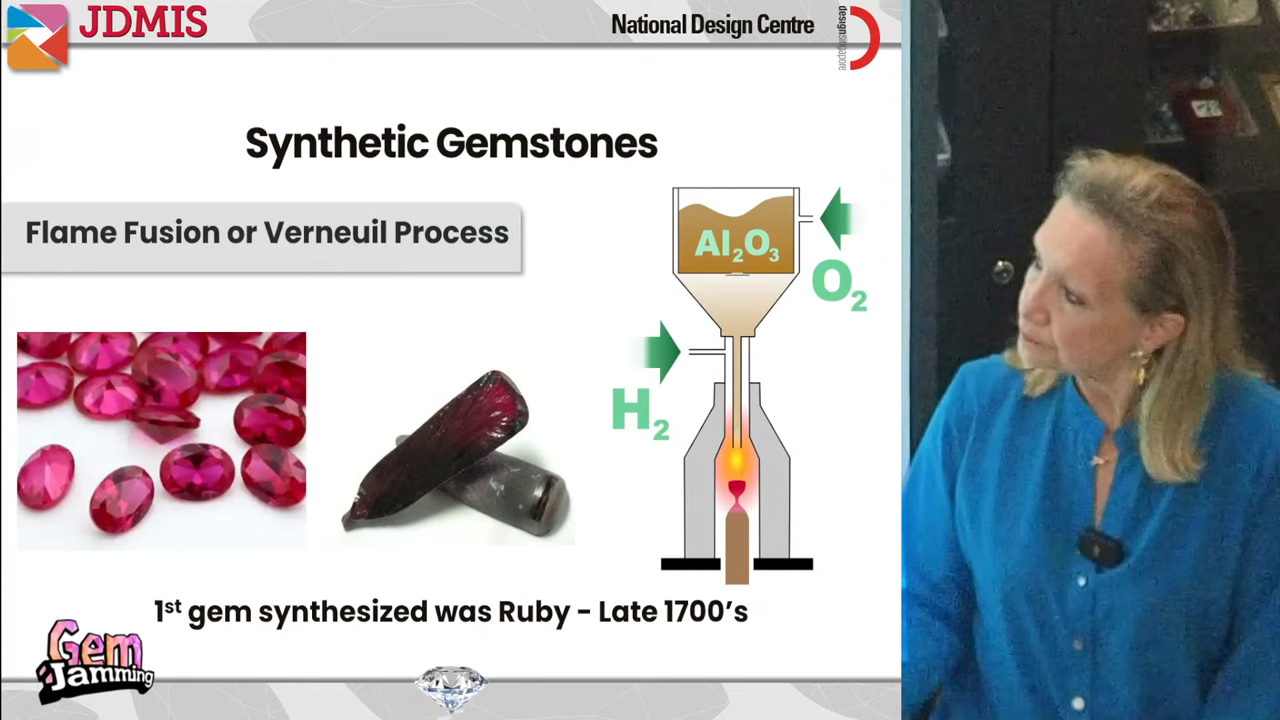 JDMIS
National Design Centre
designsingapore
Synthetic Gemstones
Flame Fusion or Verneuil Process
Al₂O₃
O₂
H₂
1st gem synthesized was Ruby - Late 1700's
Gem
Jamming